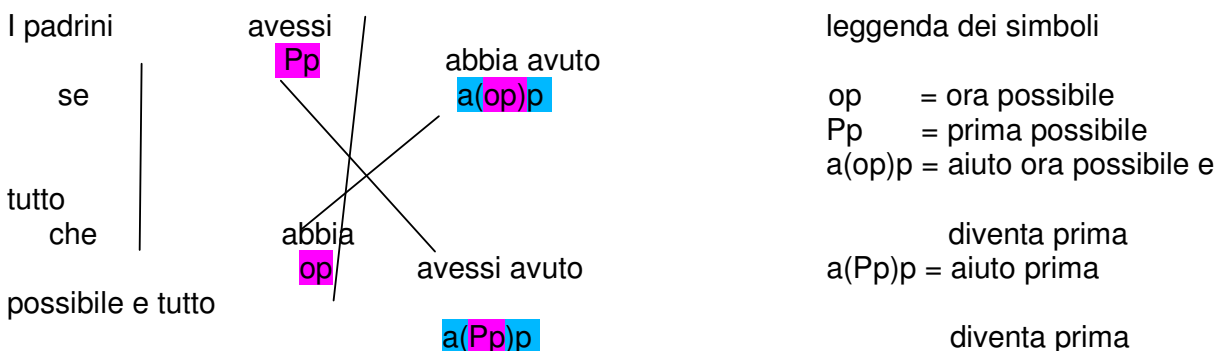 I padrini avessi leggenda dei simboli
Pp abbia avuto
se a(op)p op = ora possibile
Pp = prima possibile
a(op)p = aiuto ora possibile e
tutto
che abbia diventa prima
op avessi avuto a(Pp)p = aiuto prima
possibile e tutto
a(Pp)p diventa prima